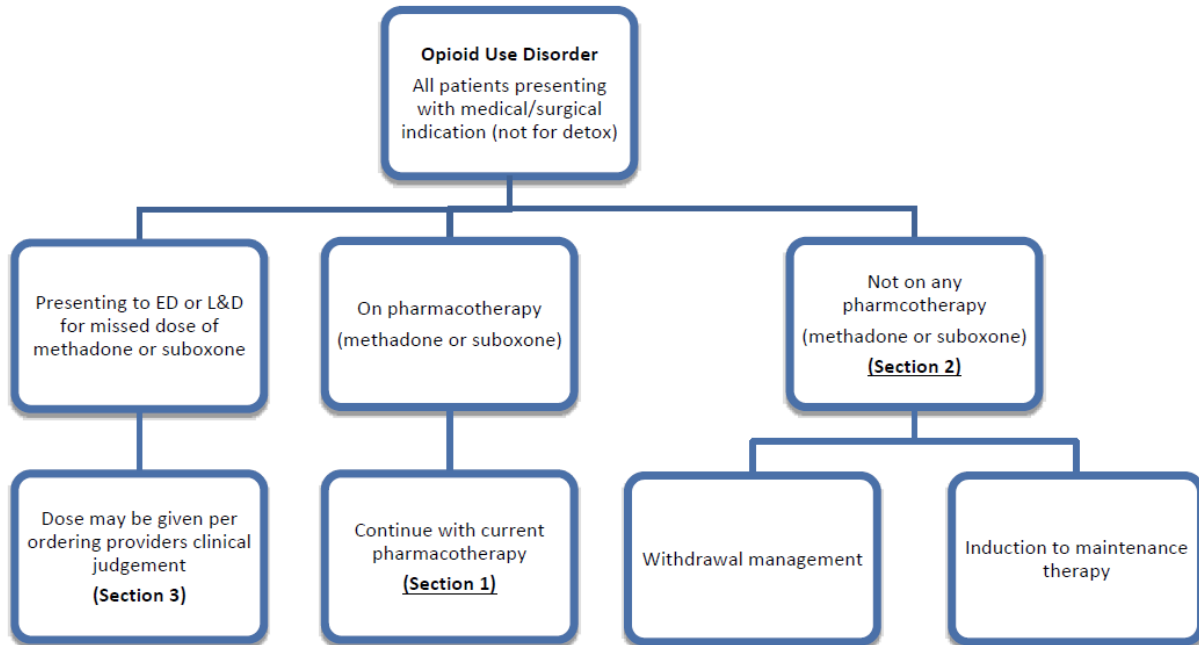 Opioid Use Disorder
All patients presenting
with medical/surgical
indication (not for detox)
Presenting to ED or L&D
for missed dose of
methadone or suboxone
On pharmacotherapy
(methadone or suboxone)
Not on any
pharmcotherapy
(methadone or suboxone)
(Section 2)
Dose may be given per
ordering providers clinical
judgement
(Section 3)
Continue with current
pharmacotherapy
(Section 1)
Withdrawal management
Induction to maintenance
therapy